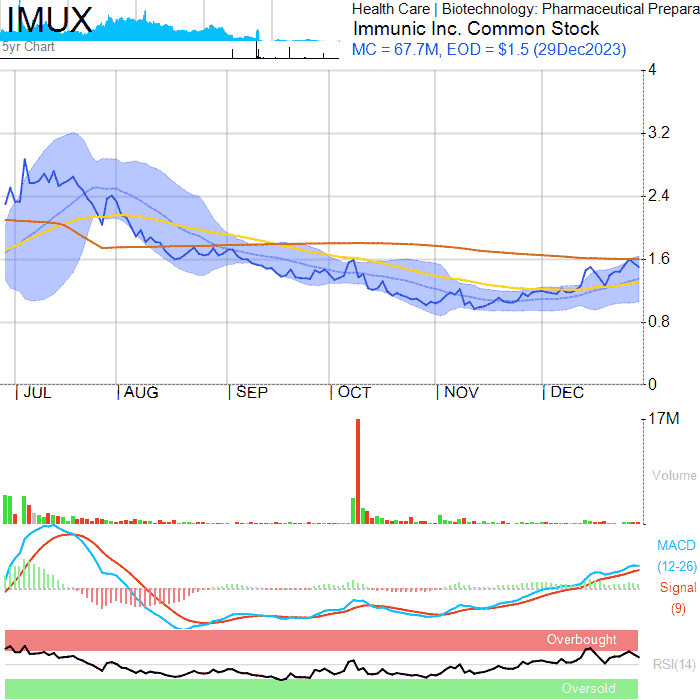 IMUX
5yr Chart
Health Care | Biotechnology: Pharmaceutical Prepara
Immunic Inc. Common Stock
MC = 67.7M, EOD = $1.5 (29Dec2023)
4
3.2
2.4
1.6
0.8
0
| JUL | AUG | SEP | OCT | NOV | DEC
17M
Volume
MACD
(12-26)
Signal
(9)
Overbought
RSI(14)
Oversold